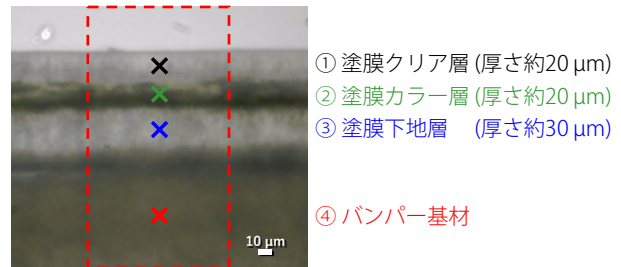 ① 塗膜クリア層 (厚さ約20 μm)
② 塗膜カラー層 (厚さ約20 μm)
③ 塗膜下地層 (厚さ約30 μm)
④ バンパー基材
10 μm